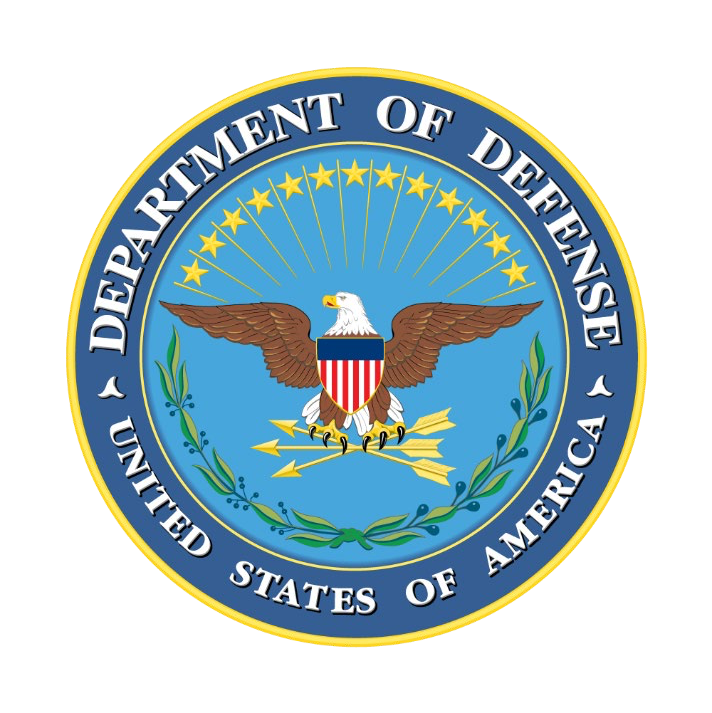 DEPARTMENT OF DEFENSE
UNITED STATES OF AMERICA